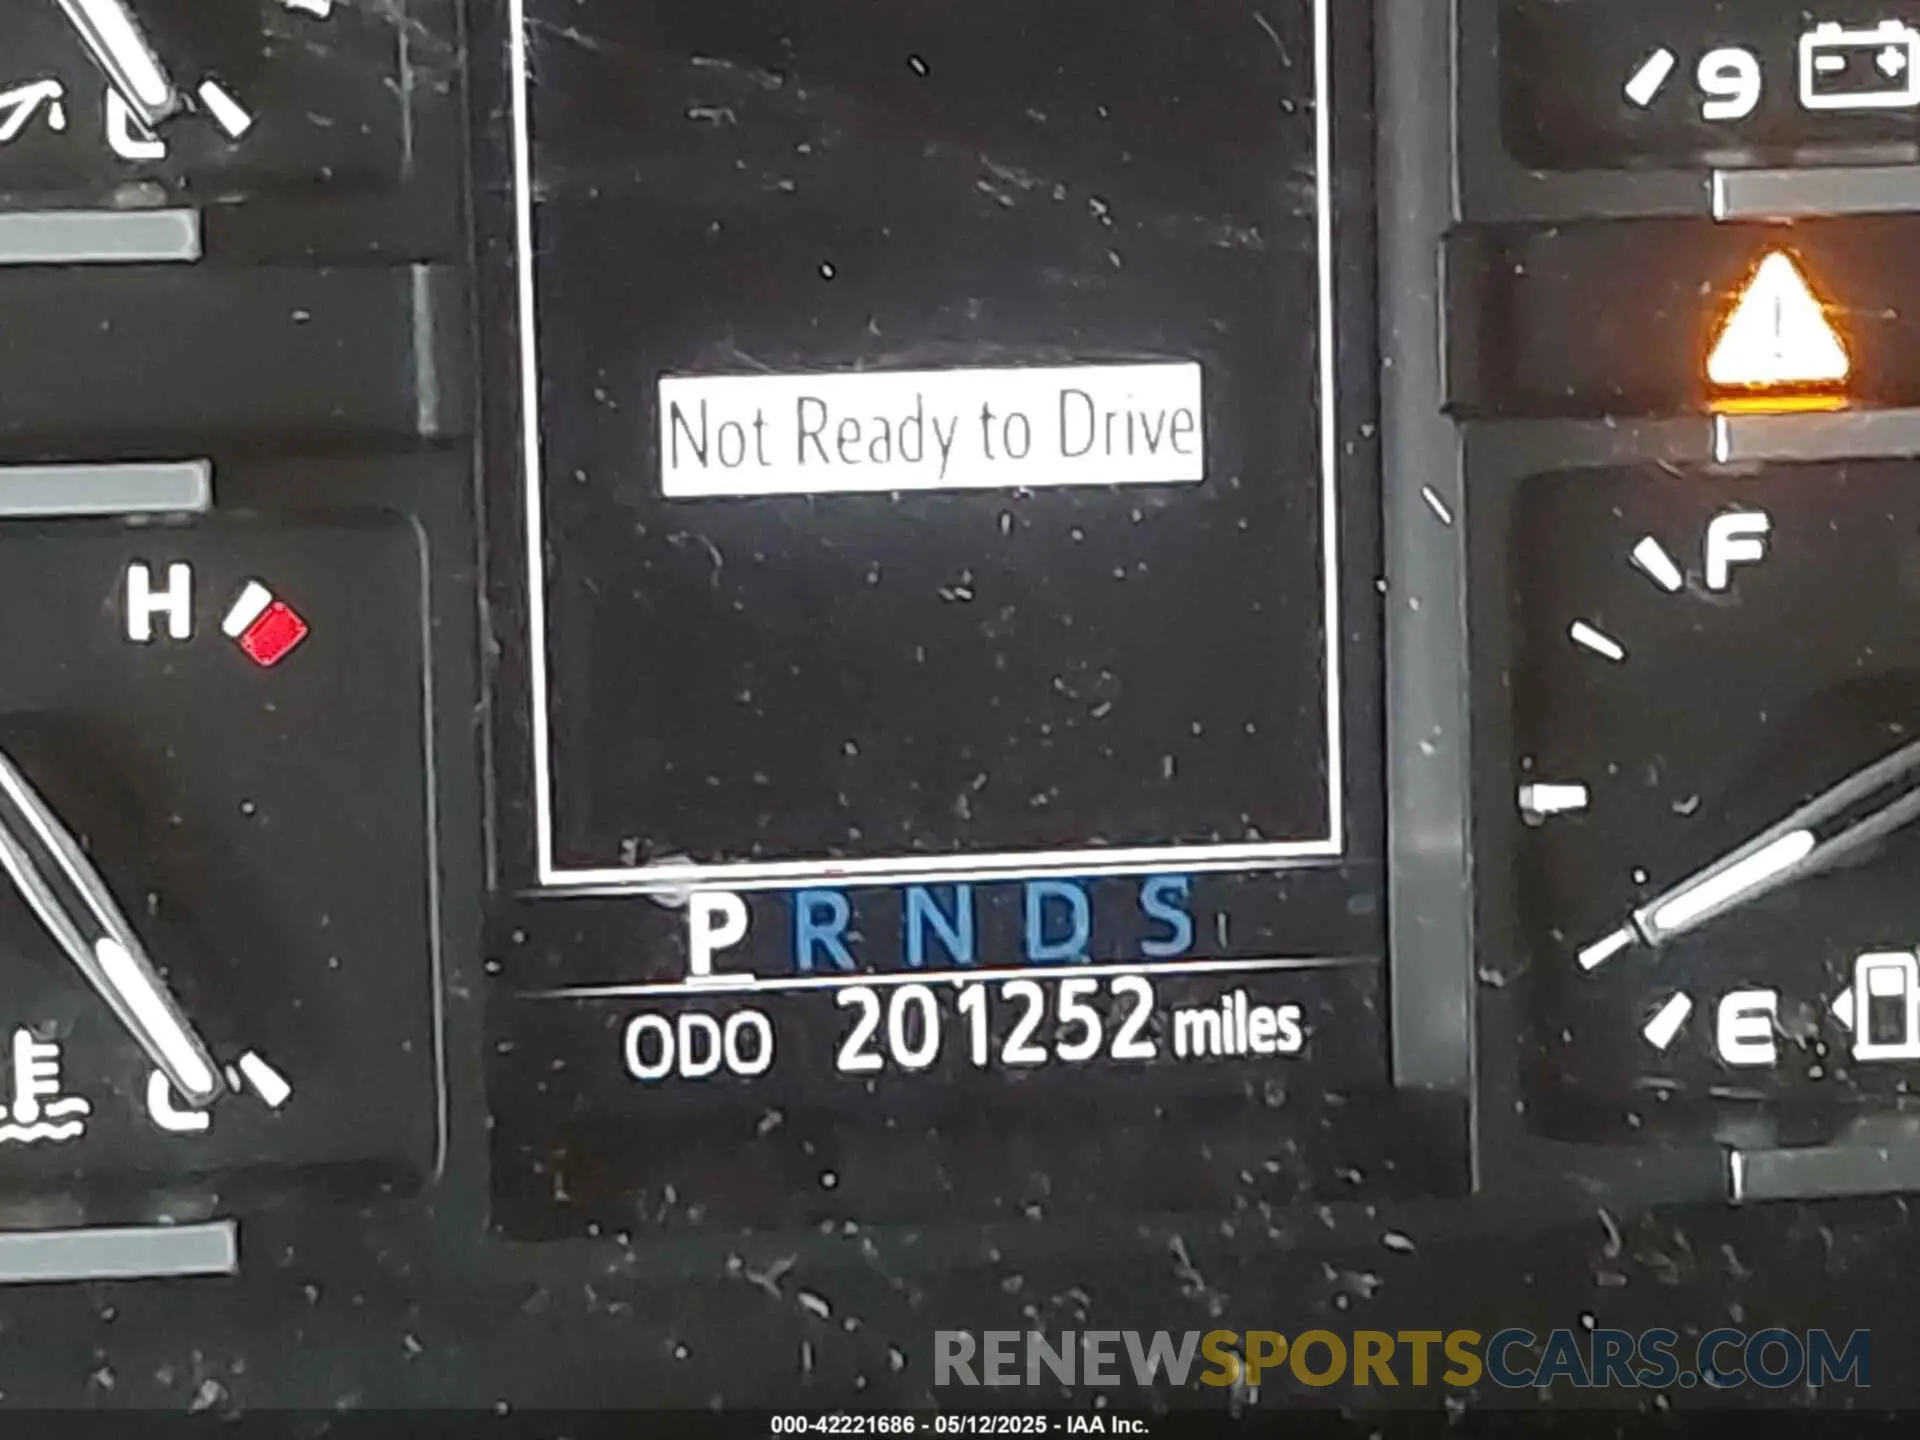 9
Not Ready to Drive
H
F
P R N D S
ODO 201252 miles
E
RENEWSPORTSCARS.COM
000-42221686 - 05/12/2025 - IAA Inc.